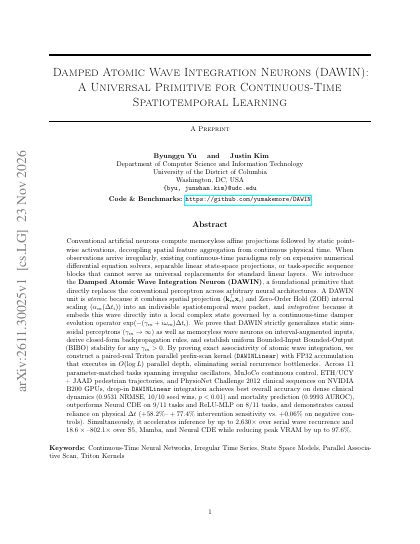 arXiv:2611.30025v1 [cs.LG] 23 Nov 2026
DAMPED ATOMIC WAVE INTEGRATION NEURONS (DAWIN):
A UNIVERSAL PRIMITIVE FOR CONTINUOUS-TIME
SPATIOTEMPORAL LEARNING
A PREPRINT
Byunggu Yu and Justin Kim
Department of Computer Science and Information Technology
University of the District of Columbia
Washington, DC, USA
{byu, junwhan.kim}@udc.edu
Code & Benchmarks: https://github.com/yumakemore/DAWIN
Abstract
Conventional artificial neurons compute memoryless affine projections followed by static point-
wise activations, decoupling spatial feature aggregation from continuous physical time. When
observations arrive irregularly, existing continuous-time paradigms rely on expensive numerical
differential equation solvers, separable linear state-space projections, or task-specific sequence
blocks that cannot serve as universal replacements for standard linear layers. We introduce
the Damped Atomic Wave Integration Neuron (DAWIN), a foundational primitive that
directly replaces the conventional perceptron across arbitrary neural architectures. A DAWIN
unit is atomic because it combines spatial projection (k⊤ₘxₜ) and Zero-Order Hold (ZOH) interval
scaling (αₘ(Δtᵢ)) into an indivisible spatiotemporal wave packet, and integrative because it
embeds this wave directly into a local complex state governed by a continuous-time damped
evolution operator exp(−(γₘ + iωₘ)Δtᵢ). We prove that DAWIN strictly generalizes static sinu-
soidal perceptrons (γₘ → ∞) as well as memoryless wave neurons on interval-augmented inputs,
derive closed-form backpropagation rules, and establish uniform Bounded-Input Bounded-Output
(BIBO) stability for any γₘ > 0. By proving exact associativity of atomic wave integration, we
construct a paired-real Triton parallel prefix-scan kernel (DAWINLinear) with FP32 accumulation
that executes in O(log L) parallel depth, eliminating serial recurrence bottlenecks. Across 11
parameter-matched tasks spanning irregular oscillators, MuJoCo continuous control, ETH/UCY
+ JAAD pedestrian trajectories, and PhysioNet Challenge 2012 clinical sequences on NVIDIA
B200 GPUs, drop-in DAWINLinear integration achieves best overall accuracy on dense clinical
dynamics (0.9531 NRMSE, 10/10 seed wins, p < 0.01) and mortality prediction (0.9993 AUROC),
outperforms Neural CDE on 9/11 tasks and ReLU-MLP on 8/11 tasks, and demonstrates causal
reliance on physical Δt (+58.2%– + 77.4% intervention sensitivity vs. +0.06% on negative con-
trols). Simultaneously, it accelerates inference by up to 2,630× over serial wave recurrence and
18.6 × –802.1× over S5, Mamba, and Neural CDE while reducing peak VRAM by up to 97.6%.
Keywords: Continuous-Time Neural Networks, Irregular Time Series, State Space Models, Parallel Associa-
tive Scan, Triton Kernels
1